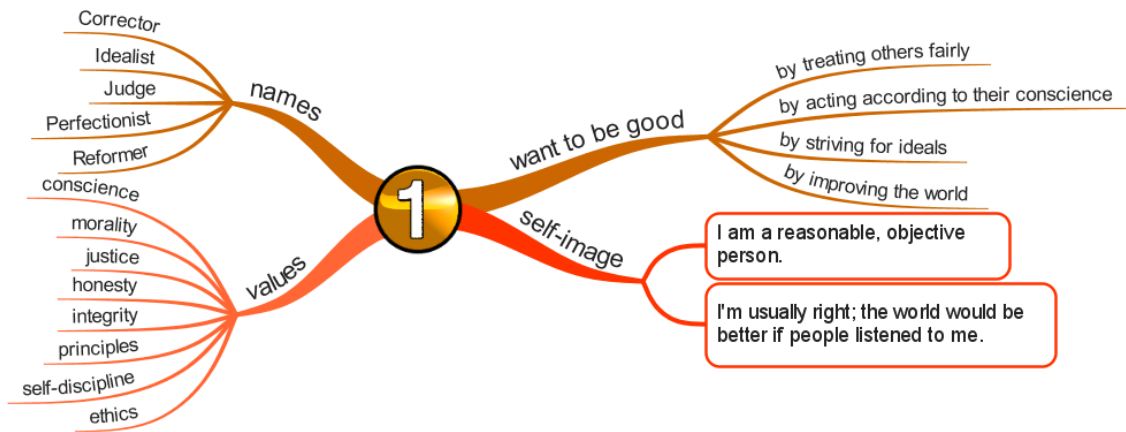 1
names
Corrector
Idealist
Judge
Perfectionist
Reformer
values
conscience
morality
justice
honesty
integrity
principles
self-discipline
ethics
want to be good
by treating others fairly
by acting according to their conscience
by striving for ideals
by improving the world
self-image
I am a reasonable, objective
person.
I'm usually right; the world would be
better if people listened to me.